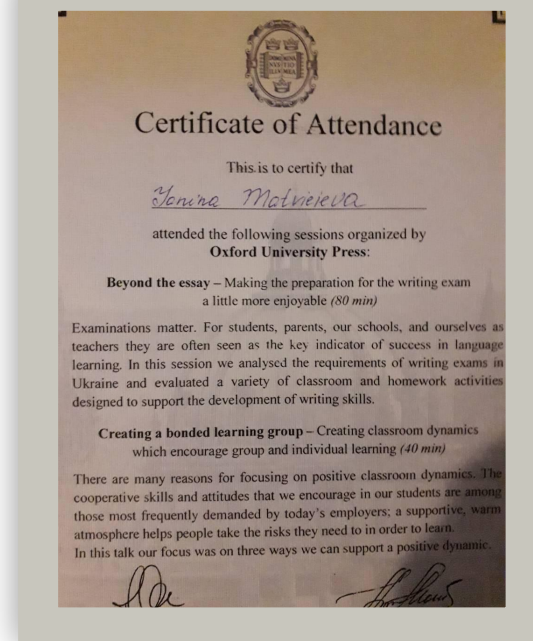 DOMIMINA
NVSTIO
ILLVMEA
Certificate of Attendance
This is to certify that
Yanina Matvieieva
attended the following sessions organized by
Oxford University Press:
Beyond the essay – Making the preparation for the writing exam
a little more enjoyable (80 min)
Examinations matter. For students, parents, our schools, and ourselves as
teachers they are often seen as the key indicator of success in language
learning. In this session we analysed the requirements of writing exams in
Ukraine and evaluated a variety of classroom and homework activities
designed to support the development of writing skills.
Creating a bonded learning group – Creating classroom dynamics
which encourage group and individual learning (40 min)
There are many reasons for focusing on positive classroom dynamics. The
cooperative skills and attitudes that we encourage in our students are among
those most frequently demanded by today's employers; a supportive, warm
atmosphere helps people take the risks they need to in order to learn.
In this talk our focus was on three ways we can support a positive dynamic.